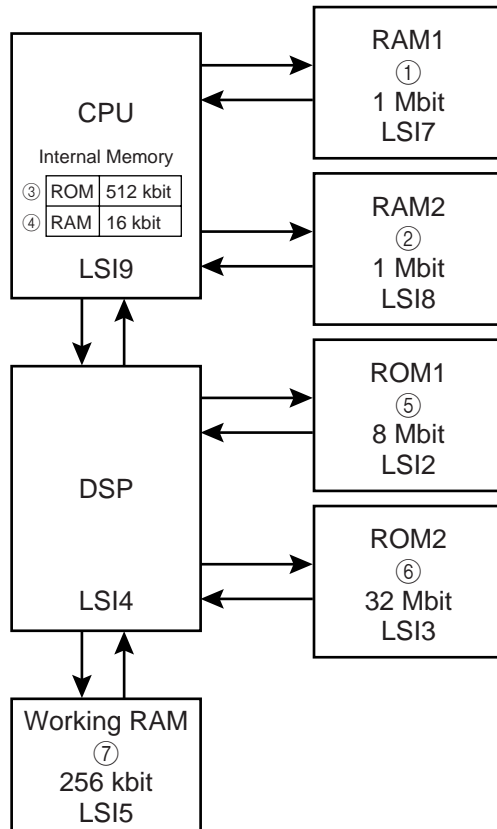 CPU
Internal Memory
③ ROM 512 kbit
④ RAM 16 kbit
LSI9
RAM1
①
1 Mbit
LSI7
RAM2
②
1 Mbit
LSI8
DSP
LSI4
ROM1
⑤
8 Mbit
LSI2
ROM2
⑥
32 Mbit
LSI3
Working RAM
⑦
256 kbit
LSI5